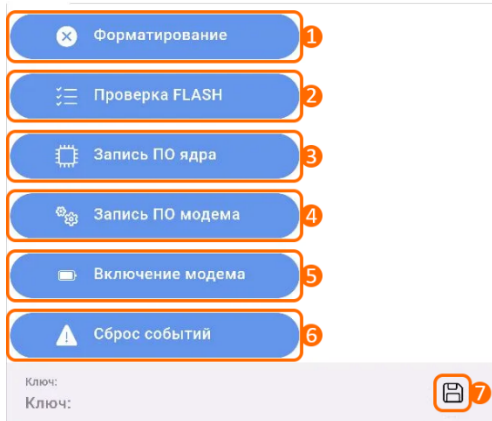 Форматирование 1
Проверка FLASH 2
Запись ПО ядра 3
Запись ПО модема 4
Включение модема 5
Сброс событий 6
Ключ:
Ключ: 7